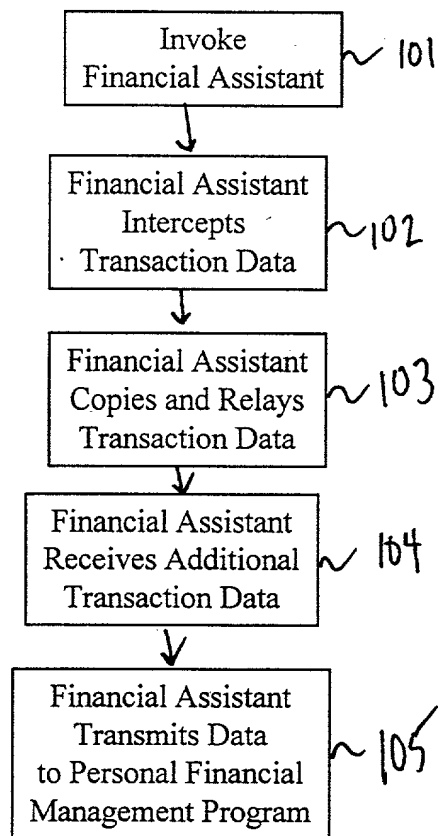 Invoke
Financial Assistant
101
Financial Assistant
Intercepts
Transaction Data
102
Financial Assistant
Copies and Relays
Transaction Data
103
Financial Assistant
Receives Additional
Transaction Data
104
Financial Assistant
Transmits Data
to Personal Financial
Management Program
105